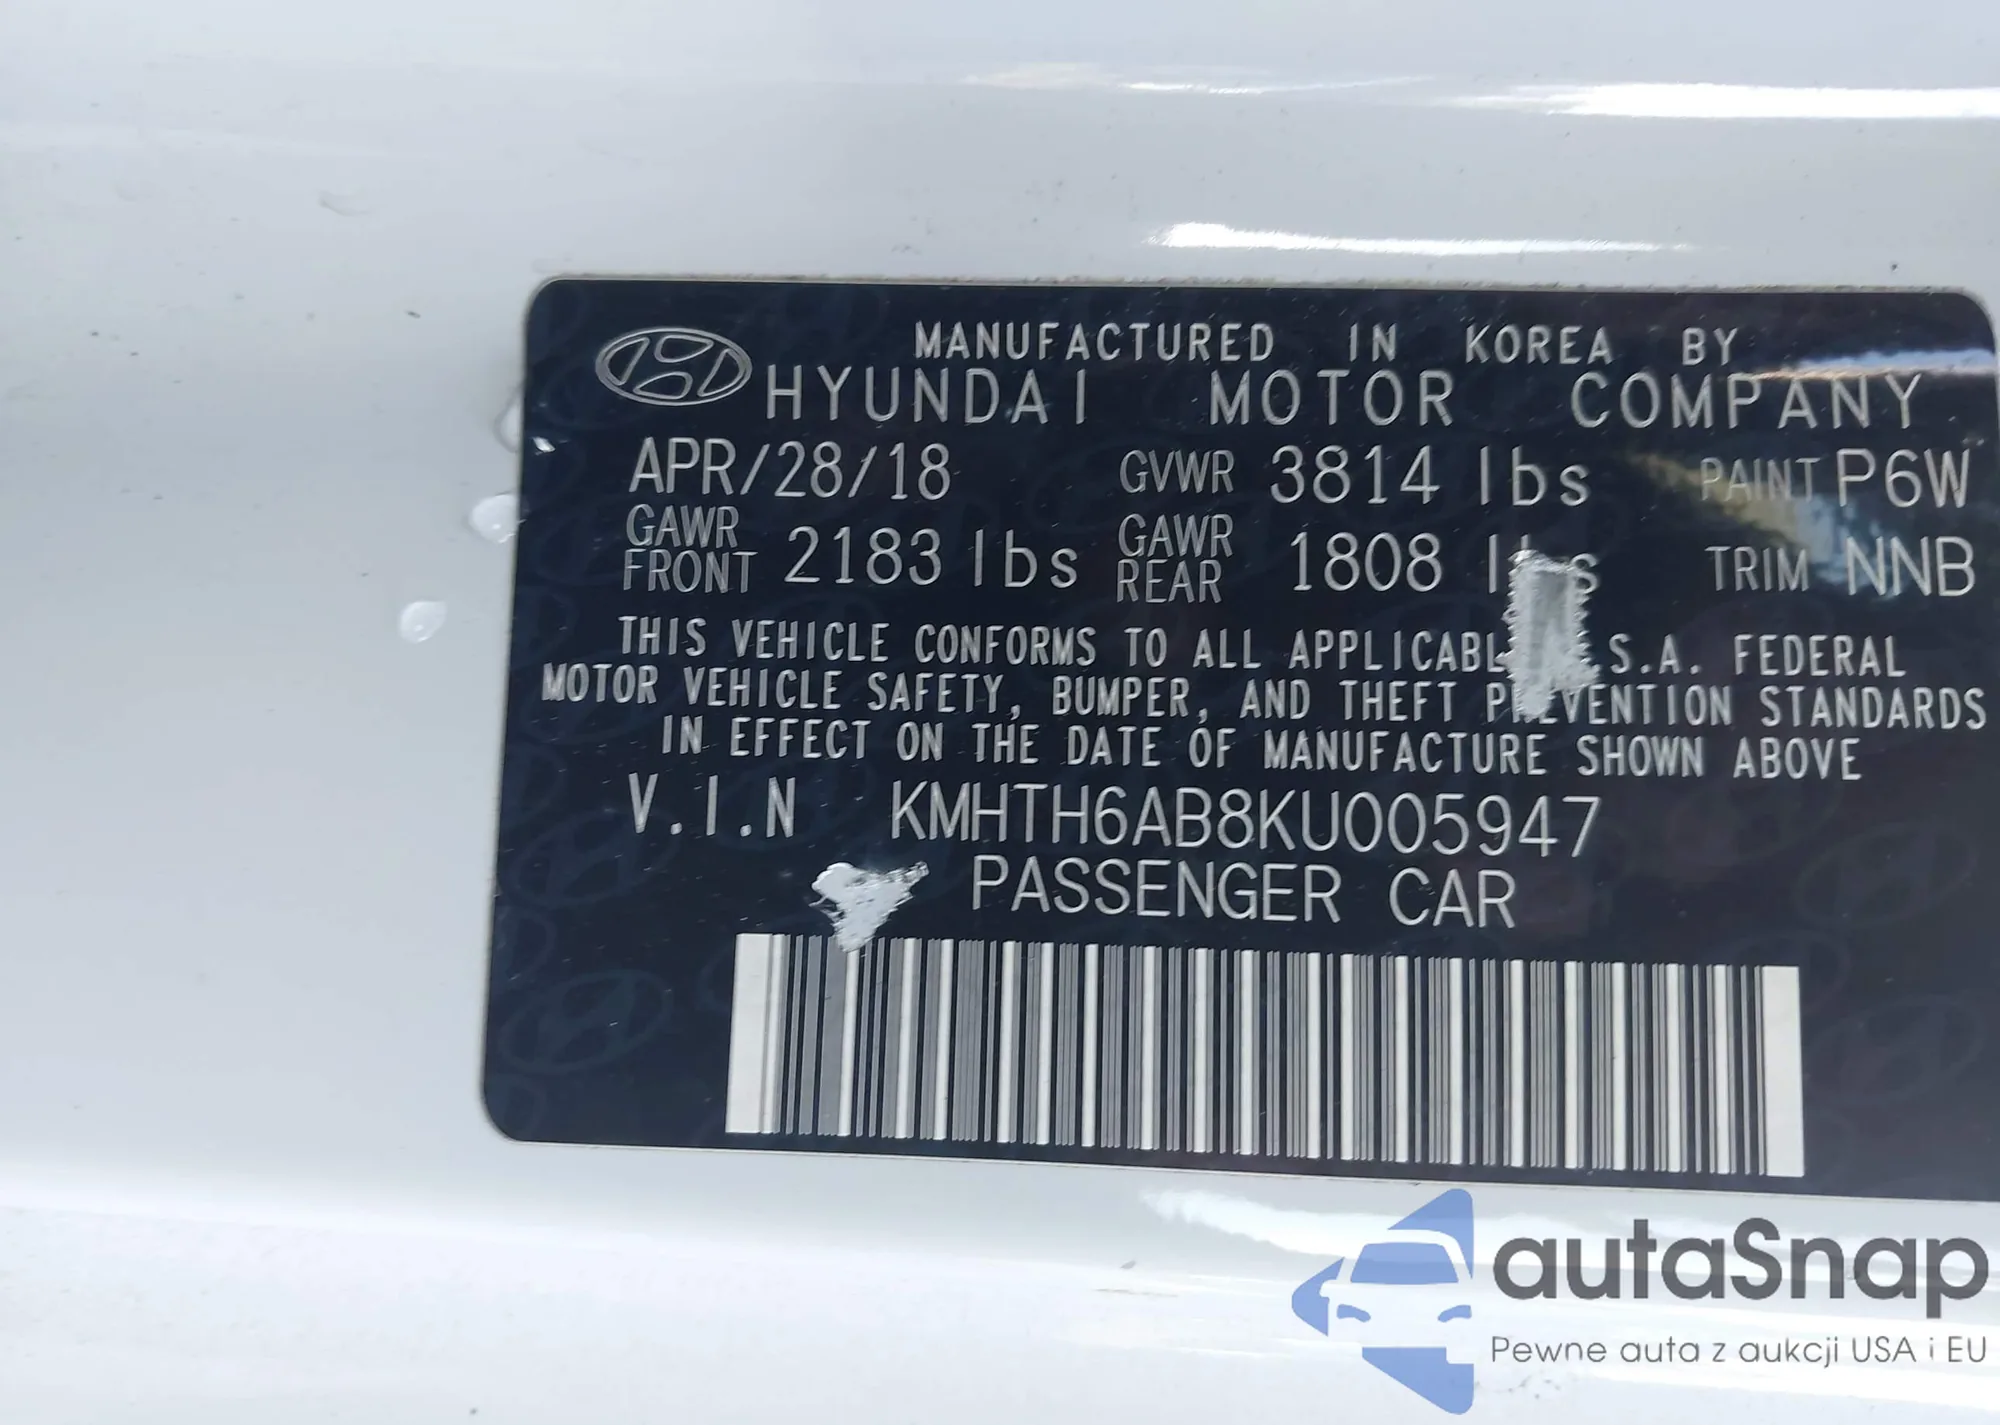 MANUFACTURED IN KOREA BY
HYUNDAI MOTOR COMPANY
APR/28/18 GVWR 3814 lbs PAINT P6W
GAWR FRONT 2183 lbs GAWR REAR 1808 lbs TRIM NNB
THIS VEHICLE CONFORMS TO ALL APPLICABL .S.A. FEDERAL
MOTOR VEHICLE SAFETY, BUMPER, AND THEFT PREVENTION STANDARDS
IN EFFECT ON THE DATE OF MANUFACTURE SHOWN ABOVE
V.I.N KMHTH6AB8KU005947
PASSENGER CAR
autaSnap
Pewne auta z aukcji USA i EU